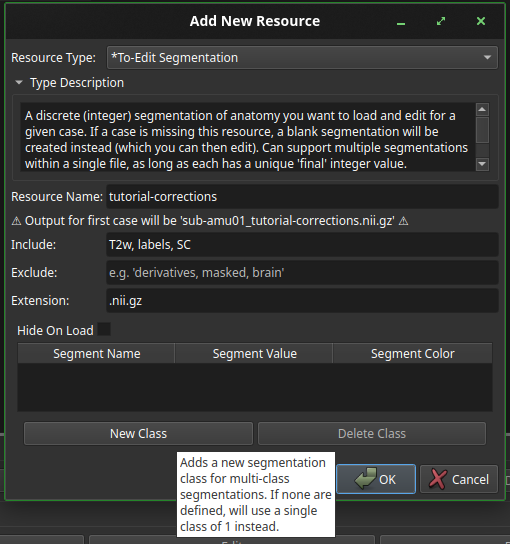 Add New Resource
Resource Type: *To-Edit Segmentation
Type Description
A discrete (integer) segmentation of anatomy you want to load and edit for a
given case. If a case is missing this resource, a blank segmentation will be
created instead (which you can then edit). Can support multiple segmentations
within a single file, as long as each has a unique 'final' integer value.
Resource Name: tutorial-corrections
⚠ Output for first case will be 'sub-amu01_tutorial-corrections.nii.gz' ⚠
Include: T2w, labels, SC
Exclude: e.g. 'derivatives, masked, brain'
Extension: .nii.gz
Hide On Load
Segment Name Segment Value Segment Color
New Class Delete Class
Adds a new segmentation
class for multi-class
segmentations. If none are
defined, will use a single
class of 1 instead.
OK Cancel